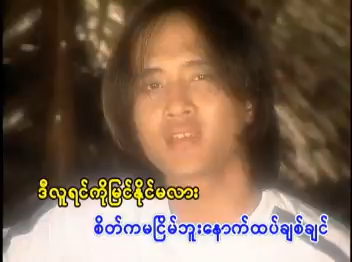 ဒီလူရင်ကိုမြင်နိုင်မလား
စိတ်ကမငြိမ်ဘူးနောက်ထပ်ချစ်ချင်